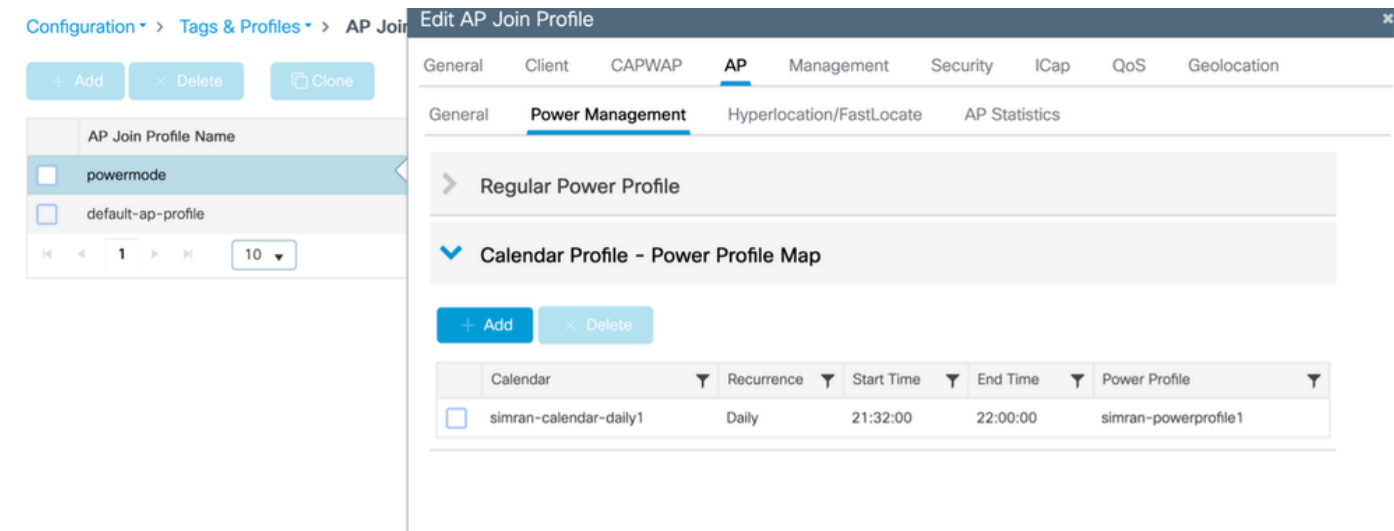 Configuration > Tags & Profiles > AP Joi
Edit AP Join Profile
+ Add
× Delete
Clone
AP Join Profile Name
powermode
default-ap-profile
1
10
General Client CAPWAP AP Management Security ICap QoS Geolocation
General Power Management Hyperlocation/FastLocate AP Statistics
Regular Power Profile
Calendar Profile - Power Profile Map
+ Add
× Delete
Calendar Recurrence Start Time End Time Power Profile
simran-calendar-daily1 Daily 21:32:00 22:00:00 simran-powerprofile1